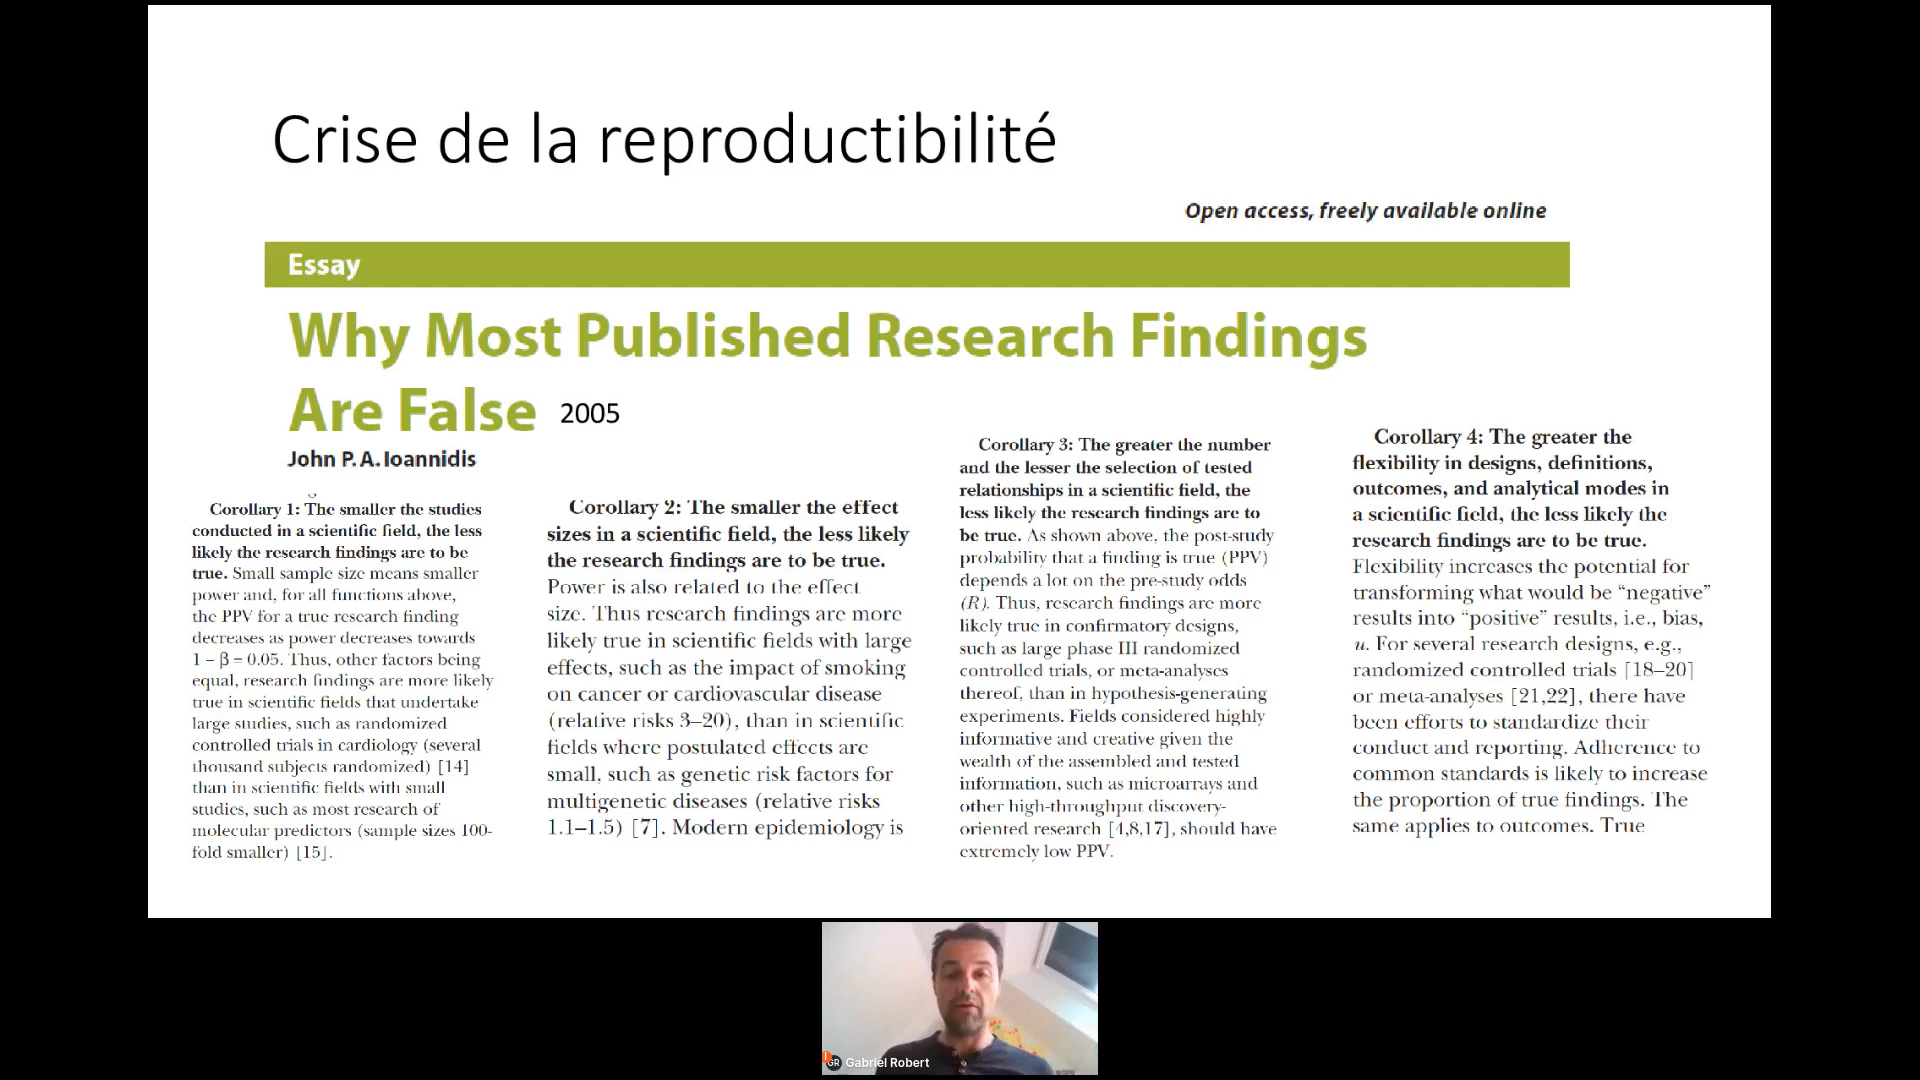 Crise de la reproductibilité
Open access, freely available online
Essay
Why Most Published Research Findings
Are False 2005
John P. A. Ioannidis
Corollary 1: The smaller the studies
conducted in a scientific field, the less
likely the research findings are to be
true. Small sample size means smaller
power and, for all functions above,
the PPV for a true research finding
decreases as power decreases towards
1 – β = 0.05. Thus, other factors being
equal, research findings are more likely
true in scientific fields that undertake
large studies, such as randomized
controlled trials in cardiology (several
thousand subjects randomized) [14]
than in scientific fields with small
studies, such as most research of
molecular predictors (sample sizes 100-
fold smaller) [15].
Corollary 2: The smaller the effect
sizes in a scientific field, the less likely
the research findings are to be true.
Power is also related to the effect
size. Thus research findings are more
likely true in scientific fields with large
effects, such as the impact of smoking
on cancer or cardiovascular disease
(relative risks 3–20), than in scientific
fields where postulated effects are
small, such as genetic risk factors for
multigenetic diseases (relative risks
1.1–1.5) [7]. Modern epidemiology is
Corollary 3: The greater the number
and the lesser the selection of tested
relationships in a scientific field, the
less likely the research findings are to
be true. As shown above, the post-study
probability that a finding is true (PPV)
depends a lot on the pre-study odds
(R). Thus, research findings are more
likely true in confirmatory designs,
such as large phase III randomized
controlled trials, or meta-analyses
thereof, than in hypothesis-generating
experiments. Fields considered highly
informative and creative given the
wealth of the assembled and tested
information, such as microarrays and
other high-throughput discovery-
oriented research [4,8,17], should have
extremely low PPV.
Corollary 4: The greater the
flexibility in designs, definitions,
outcomes, and analytical modes in
a scientific field, the less likely the
research findings are to be true.
Flexibility increases the potential for
transforming what would be “negative”
results into “positive” results, i.e., bias,
u. For several research designs, e.g.,
randomized controlled trials [18–20]
or meta-analyses [21,22], there have
been efforts to standardize their
conduct and reporting. Adherence to
common standards is likely to increase
the proportion of true findings. The
same applies to outcomes. True
GR Gabriel Robert